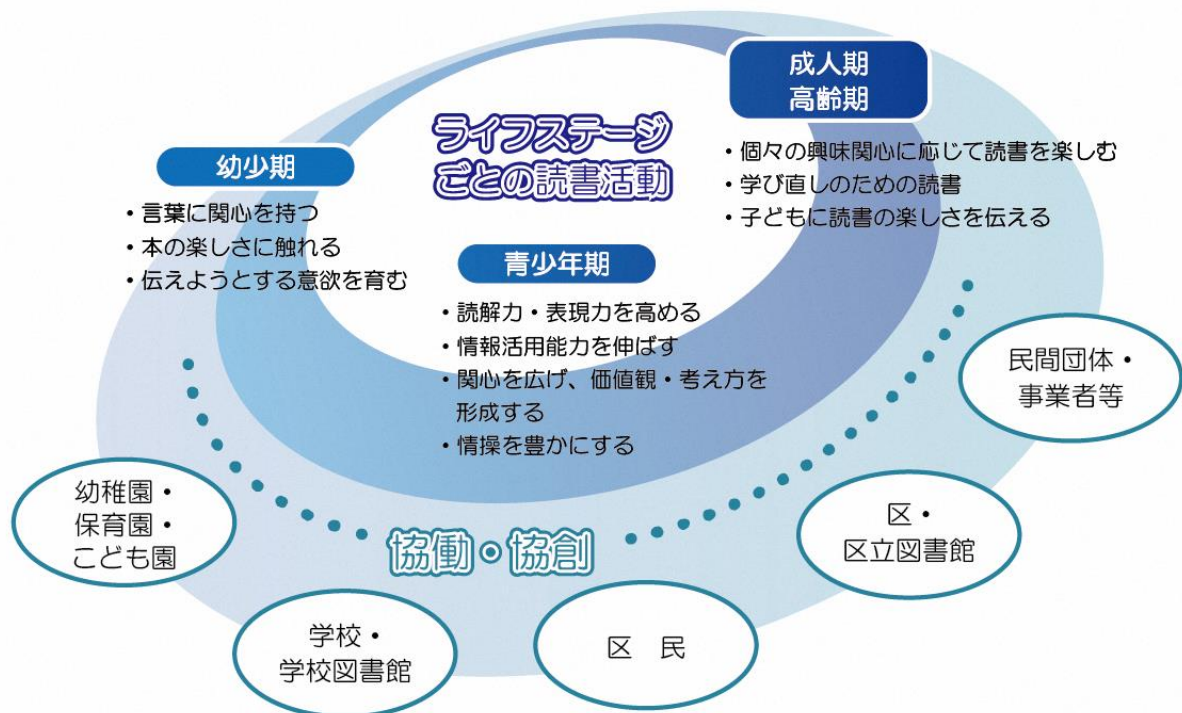 ライフステージ
ごとの読書活動
幼少期
・言葉に関心を持つ
・本の楽しさに触れる
・伝えようとする意欲を育む
青少年期
・読解力・表現力を高める
・情報活用能力を伸ばす
・関心を広げ、価値観・考え方を
形成する
・情操を豊かにする
成人期
高齢期
・個々の興味関心に応じて読書を楽しむ
・学び直しのための読書
・子どもに読書の楽しさを伝える
協働・協創
幼稚園・
保育園・
こども園
学校・
学校図書館
区　民
区・
区立図書館
民間団体・
事業者等